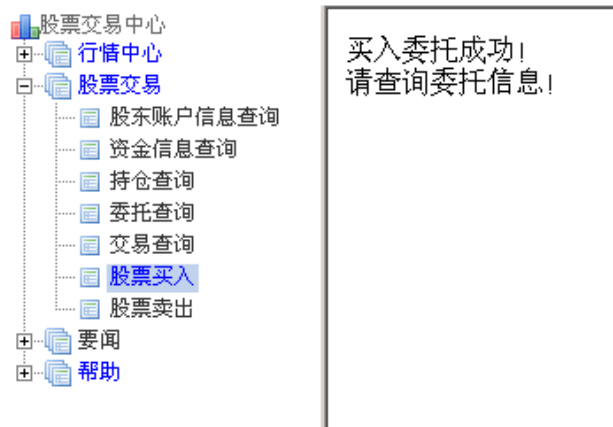 股票交易中心
行情中心
股票交易
股东账户信息查询
资金信息查询
持仓查询
委托查询
交易查询
股票买入
股票卖出
要闻
帮助
买入委托成功!
请查询委托信息!